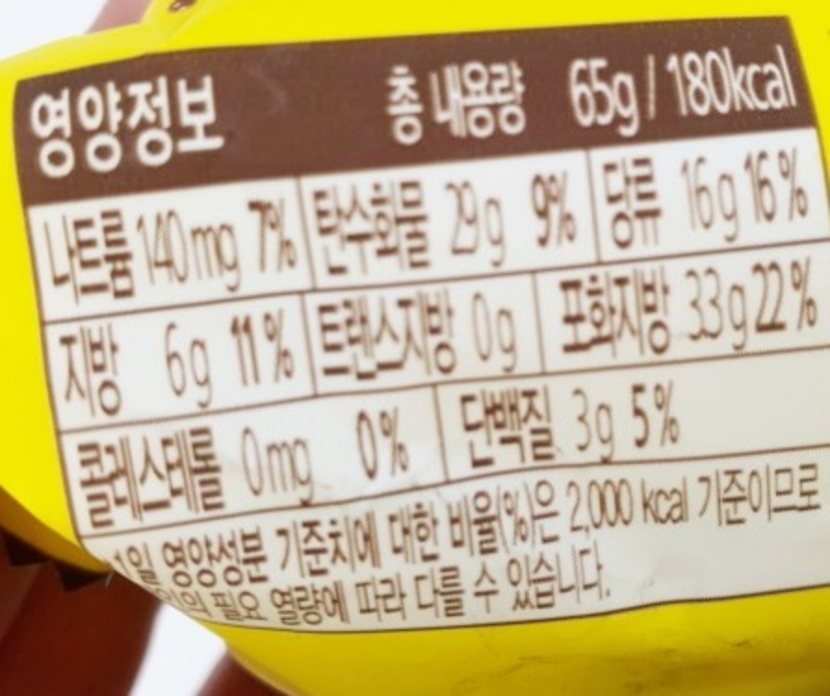 영양정보 총 내용량 65g / 180kcal
나트륨 140mg 7% 탄수화물 29g 9% 당류 16g 16%
지방 6g 11% 트랜스지방 0g 포화지방 3.3g 22%
콜레스테롤 0mg 0% 단백질 3g 5%
1일 영양성분 기준치에 대한 비율(%)은 2,000 kcal 기준이므로
필요 열량에 따라 다를 수 있습니다.